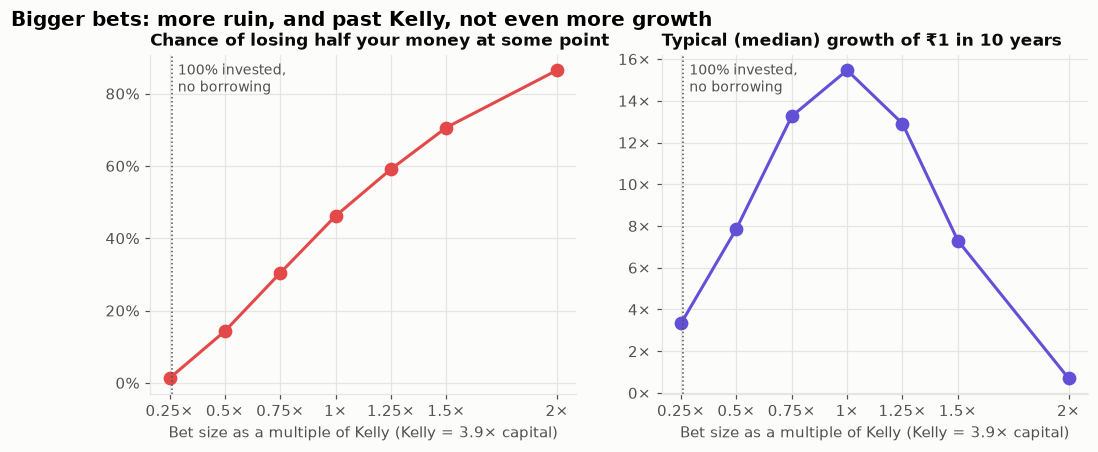 Bigger bets: more ruin, and past Kelly, not even more growth
Chance of losing half your money at some point
100% invested,
no borrowing
80%
60%
40%
20%
0%
0.25× 0.5× 0.75× 1× 1.25× 1.5× 2×
Bet size as a multiple of Kelly (Kelly = 3.9× capital)
Typical (median) growth of ₹1 in 10 years
100% invested,
no borrowing
16×
14×
12×
10×
8×
6×
4×
2×
0×
0.25× 0.5× 0.75× 1× 1.25× 1.5× 2×
Bet size as a multiple of Kelly (Kelly = 3.9× capital)